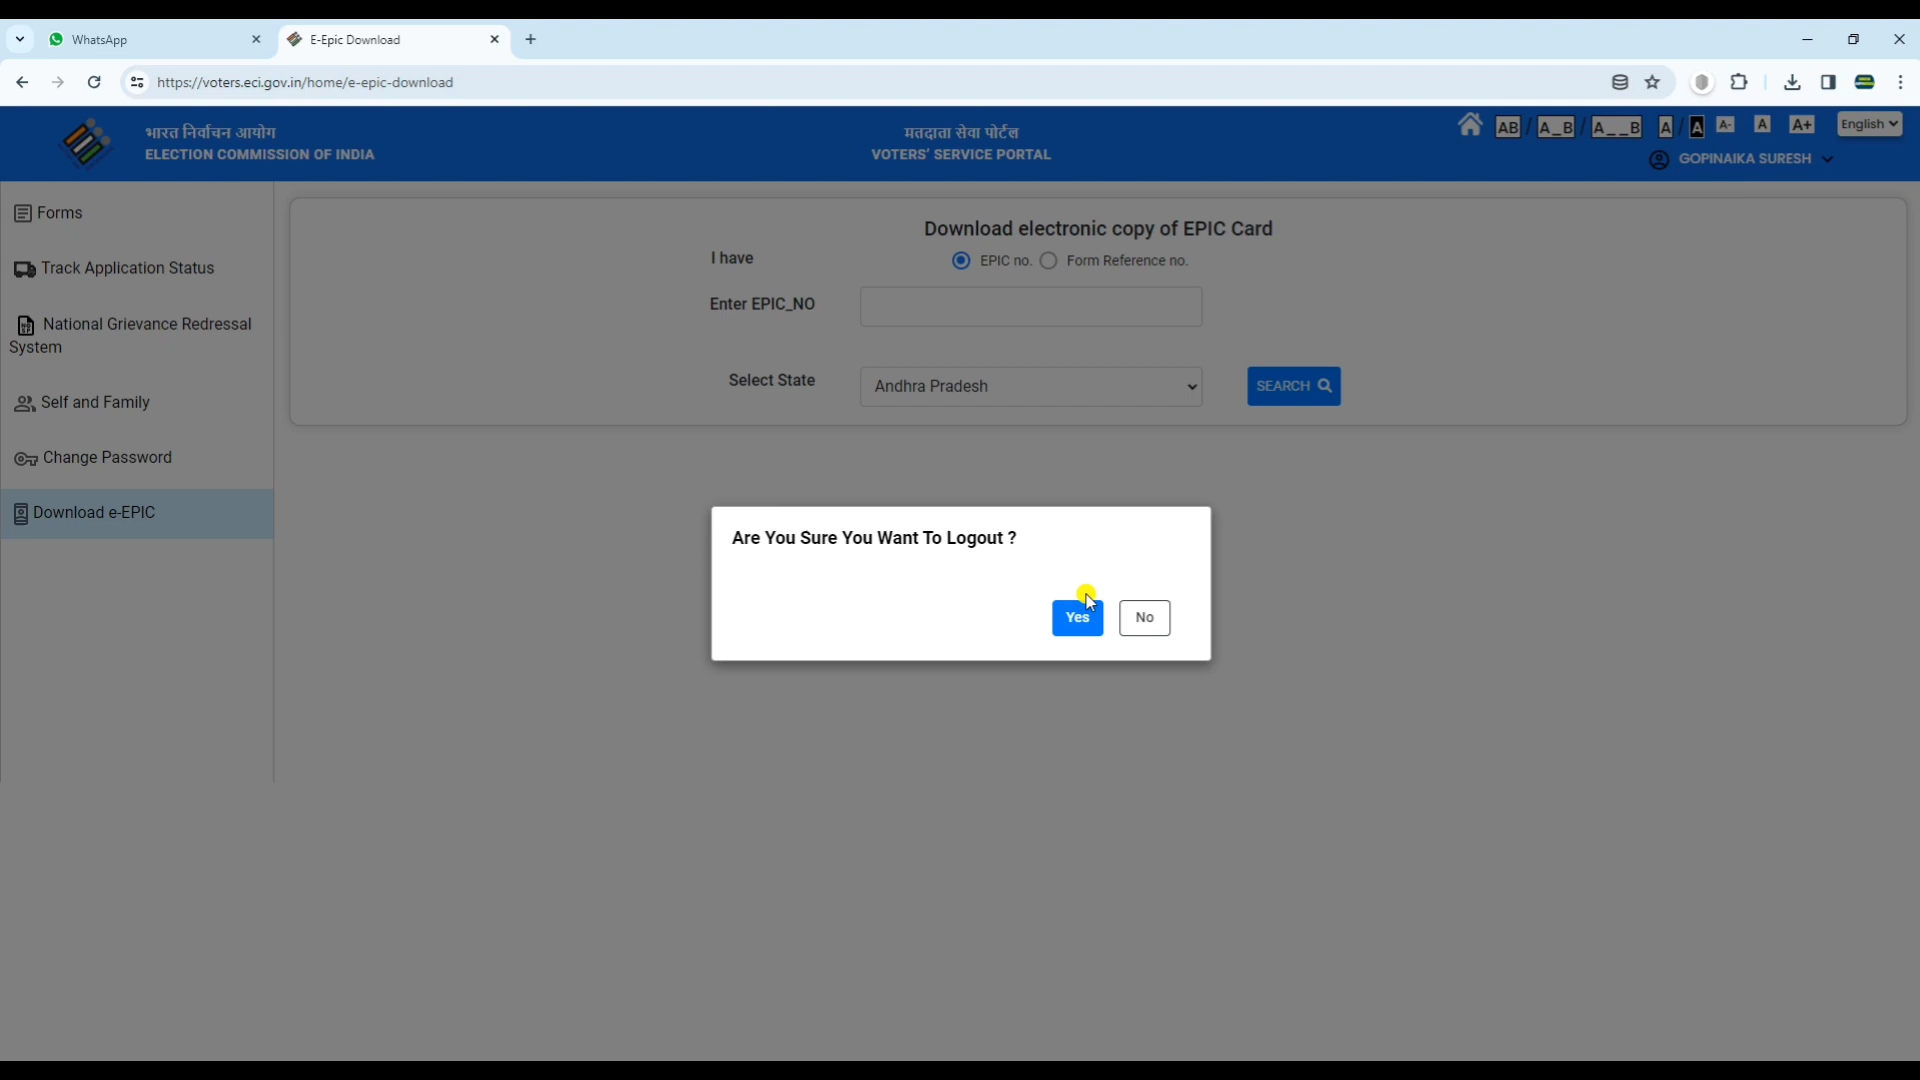 WhatsApp
E-Epic Download
https://voters.eci.gov.in/home/e-epic-download
भारत निर्वाचन आयोग
ELECTION COMMISSION OF INDIA
मतदाता सेवा पोर्टल
VOTERS' SERVICE PORTAL
AB / A_B / A__B A / A A- A A+ English
GOPINAIKA SURESH
Forms
Track Application Status
National Grievance Redressal
System
Self and Family
Change Password
Download e-EPIC
Download electronic copy of EPIC Card
I have EPIC no. Form Reference no.
Enter EPIC_NO
Select State Andhra Pradesh SEARCH
Are You Sure You Want To Logout ?
Yes No